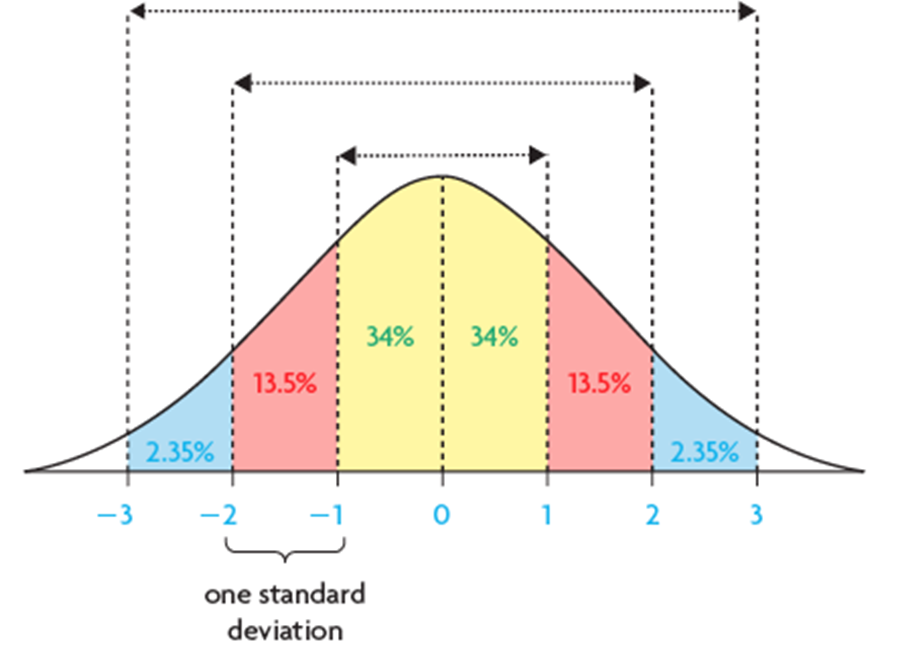 34% 34%
13.5% 13.5%
2.35% 2.35%
−3 −2 −1 0 1 2 3
one standard
deviation